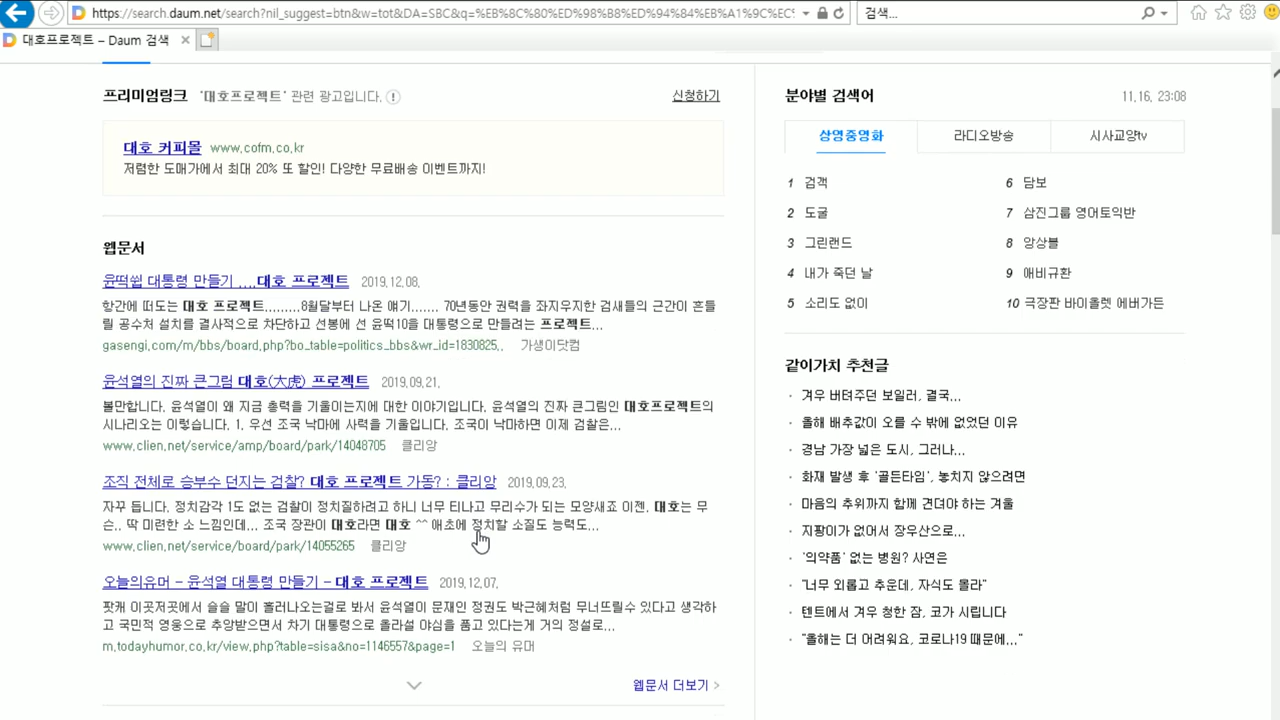 https://search.daum.net/search?nil_suggest=btn&w=tot&DA=SBC&q=%EB%8C%80%ED%98%B8%ED%94%84%EB%A1%9C%EC%
검색...
대호프로젝트 – Daum 검색
프리미엄링크 '대호프로젝트' 관련 광고입니다. 신청하기
대호 커피몰 www.cofm.co.kr
저렴한 도매가에서 최대 20% 또 할인! 다양한 무료배송 이벤트까지!
웹문서
윤떡쉽 대통령 만들기 ....대호 프로젝트 2019.12.08.
항간에 떠도는 대호 프로젝트.........8월달부터 나온 얘기....... 70년동안 권력을 좌지우지한 검새들의 근간이 흔들
릴 공수처 설치를 결사적으로 차단하고 선봉에 선 윤떡10을 대통령으로 만들려는 프로젝트...
gasengi.com/m/bbs/board.php?bo_table=politics_bbs&wr_id=1830825.. 가생이닷컴
윤석열의 진짜 큰그림 대호(大虎) 프로젝트 2019.09.21.
볼만합니다. 윤석열이 왜 지금 총력을 기울이는지에 대한 이야기입니다. 윤석열의 진짜 큰그림인 대호프로젝트의
시나리오는 이렇습니다. 1. 우선 조국 낙마에 사력을 기울입니다. 조국이 낙마하면 이제 검찰은...
www.clien.net/service/amp/board/park/14048705 클리앙
조직 전체로 승부수 던지는 검찰? 대호 프로젝트 가동? : 클리앙 2019.09.23.
자꾸 듭니다. 정치감각 1도 없는 검찰이 정치질하려고 하니 너무 티나고 무리수가 되는 모양새죠 이젠. 대호는 무
슨.. 딱 미련한 소 느낌인데... 조국 장관이 대호라면 대호 ^^ 애초에 정치할 소질도 능력도...
www.clien.net/service/board/park/14055265 클리앙
오늘의유머 – 윤석열 대통령 만들기 – 대호 프로젝트 2019.12.07.
팟캐 이곳저곳에서 슬슬 말이 흘러나오는걸로 봐서 윤석열이 문재인 정권도 박근혜처럼 무너뜨릴수 있다고 생각하
고 국민적 영웅으로 추앙받으면서 차기 대통령으로 올라설 야심을 품고 있다는게 거의 정설로...
m.todayhumor.co.kr/view.php?table=sisa&no=1146557&page=1 오늘의 유머
웹문서 더보기 >
분야별 검색어 11.16. 23:08
상영중영화 라디오방송 시사교양tv
1 검객
2 도굴
3 그린랜드
4 내가 죽던 날
5 소리도 없이
6 담보
7 삼진그룹 영어토익반
8 앙상블
9 애비규환
10 극장판 바이올렛 에버가든
같이가치 추천글
· 겨우 버텨주던 보일러, 결국...
· 올해 배추값이 오를 수 밖에 없었던 이유
· 경남 가장 넓은 도시, 그러나...
· 화재 발생 후 '골든타임', 놓치지 않으려면
· 마음의 추위까지 함께 견뎌야 하는 겨울
· 지팡이가 없어서 장우산으로...
· '의약품' 없는 병원? 사연은
· "너무 외롭고 추운데, 자식도 몰라"
· 텐트에서 겨우 청한 잠, 코가 시립니다
· "올해는 더 어려워요, 코로나19 때문에..."